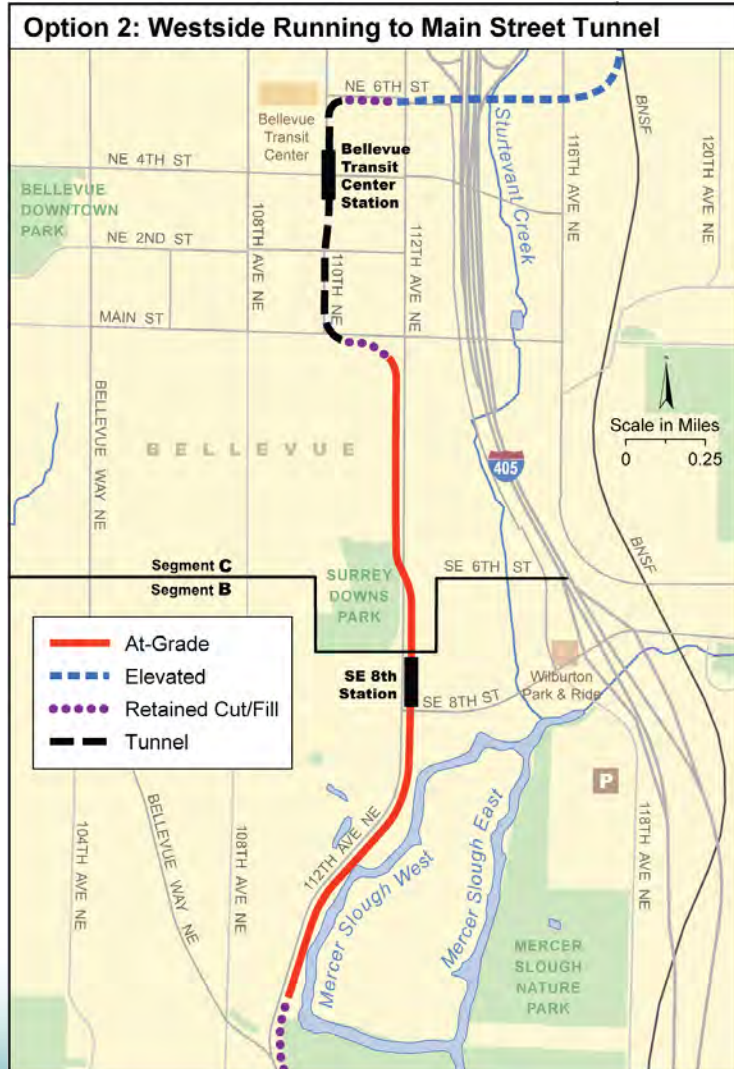 Option 2: Westside Running to Main Street Tunnel
NE 6TH ST
Bellevue
Transit
Center
Sturtevant Creek
BNSF
116TH AVE NE
120TH AVE NE
NE 4TH ST
Bellevue
Transit
Center
Station
BELLEVUE
DOWNTOWN
PARK
108TH AVE NE
112TH AVE NE
NE 2ND ST
110TH NE
MAIN ST
BELLEVUE WAY NE
Scale in Miles
0 0.25
BELLEVUE
405
BNSF
Segment C
Segment B
SURREY
DOWNS
PARK
SE 6TH ST
At-Grade
Elevated
Retained Cut/Fill
Tunnel
SE 8th
Station
SE 8TH ST
Wilburton
Park & Ride
P
104TH AVE NE
BELLEVUE WAY NE
108TH AVE NE
112TH AVE NE
Mercer Slough West
Mercer Slough East
118TH AVE NE
MERCER
SLOUGH
NATURE
PARK